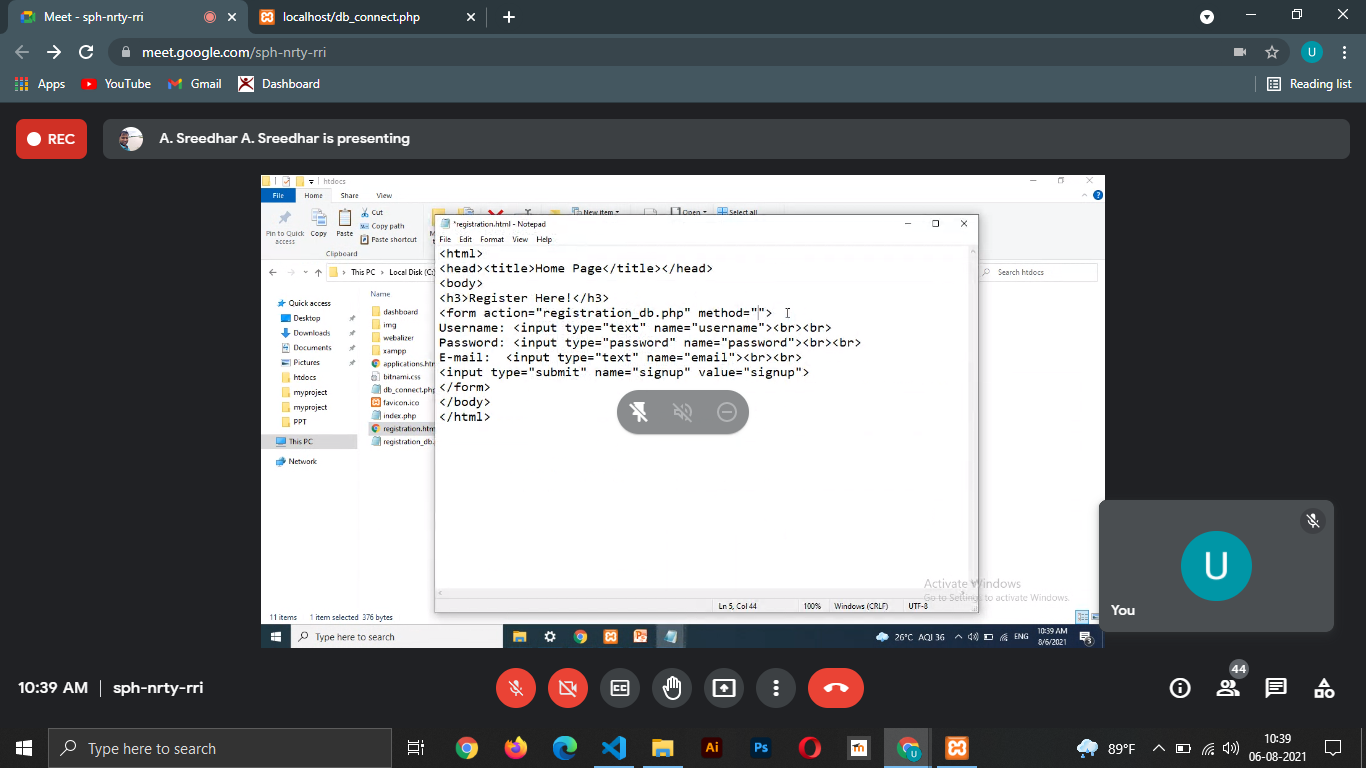 Meet - sph-nrty-rri
localhost/db_connect.php
meet.google.com/sph-nrty-rri
U
Apps
YouTube
Gmail
Dashboard
Reading list
REC
A. Sreedhar A. Sreedhar is presenting
htdocs
File Home Share View
Pin to Quick access
Copy
Paste
Cut
Copy path
Paste shortcut
Clipboard
New item
Open
Select all
This PC > Local Disk (C:)
Search htdocs
Quick access
Desktop
Downloads
Documents
Pictures
htdocs
myproject
myproject
PPT
This PC
Network
Name
dashboard
img
webalizer
xampp
applications.htm
bitnami.css
db_connect.php
favicon.ico
index.php
registration.htm
registration_db.
*registration.html - Notepad
File Edit Format View Help
<html>
<head><title>Home Page</title></head>
<body>
<h3>Register Here!</h3>
<form action="registration_db.php" method="">
Username: <input type="text" name="username"><br><br>
Password: <input type="password" name="password"><br><br>
E-mail:  <input type="text" name="email"><br><br>
<input type="submit" name="signup" value="signup">
</form>
</body>
</html>
Ln 5, Col 44 100% Windows (CRLF) UTF-8
Activate Windows
Go to Settings to activate Windows.
11 items 1 item selected 376 bytes
Type here to search
26°C AQI 36 ENG 10:39 AM
8/6/2021
3
U
You
10:39 AM | sph-nrty-rri
44
Type here to search
Ai
Ps
m
U
89°F
10:39
06-08-2021